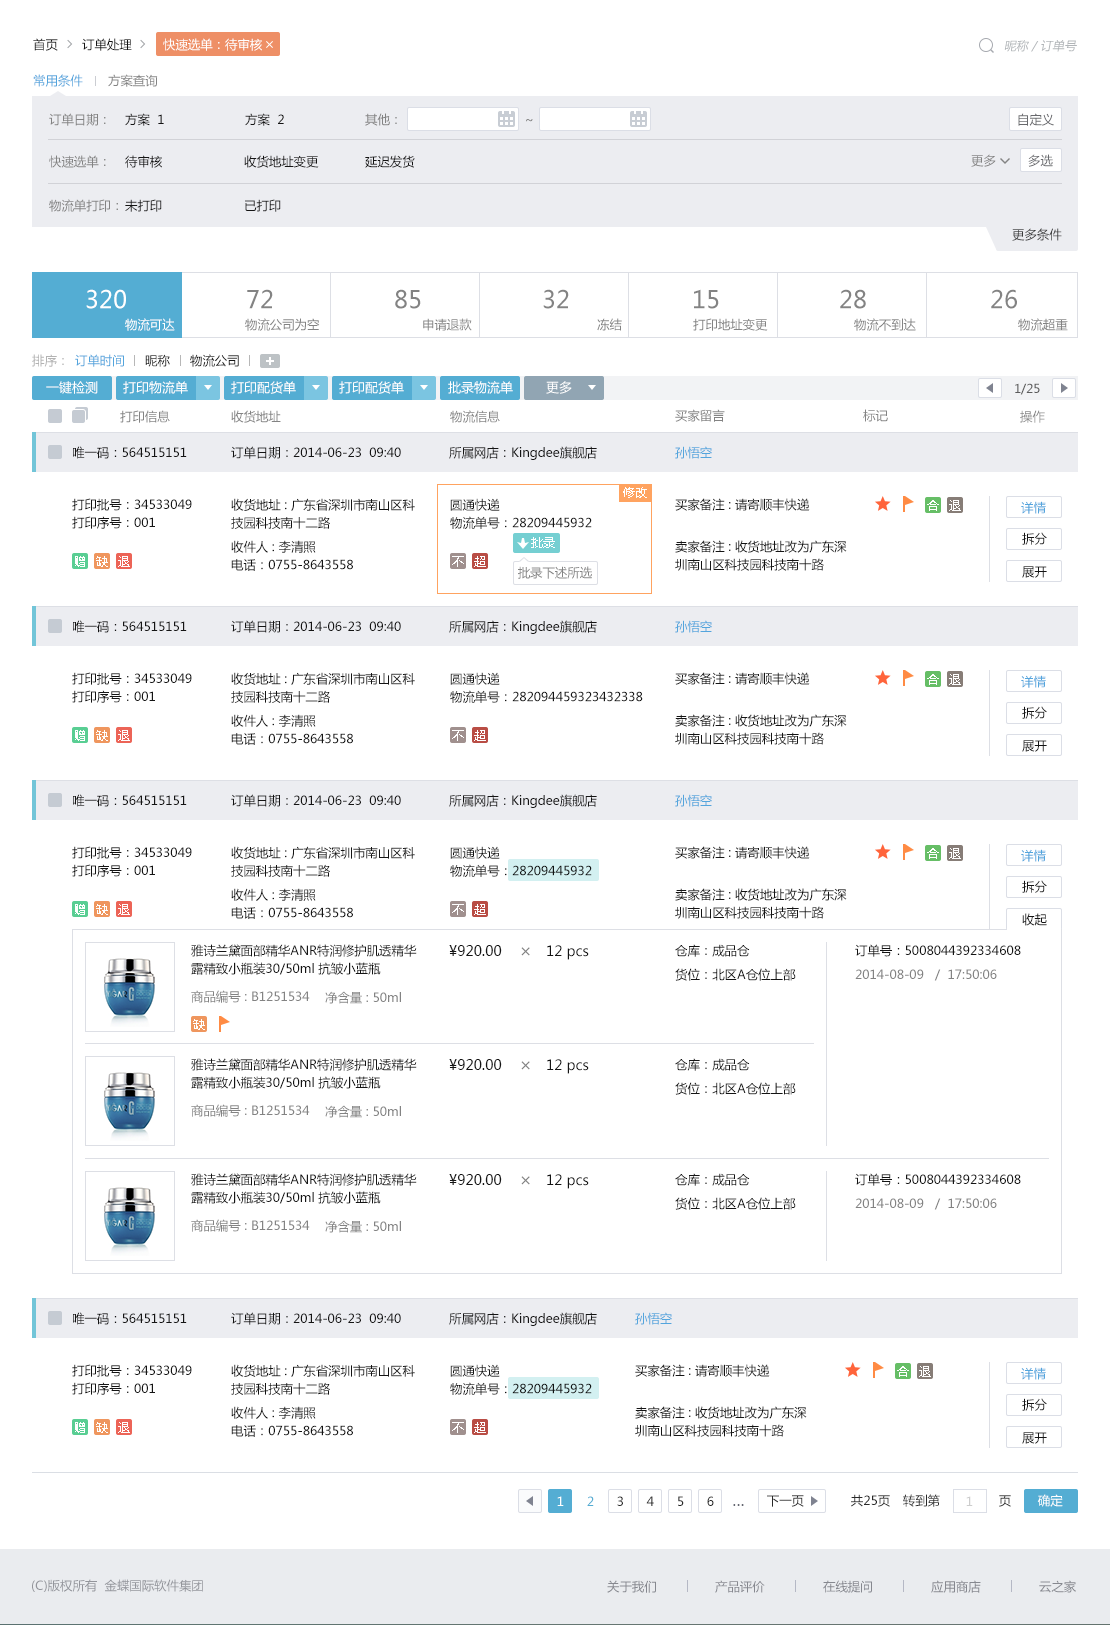 首页 > 订单处理 > 快速选单：待审核 ×
昵称 / 订单号
常用条件 | 方案查询
订单日期： 方案 1 方案 2 其他： ~ 自定义
快速选单： 待审核 收货地址变更 延迟发货 更多 多选
物流单打印：未打印 已打印
更多条件
320 72 85 32 15 28 26
物流可达 物流公司为空 申请退款 冻结 打印地址变更 物流不到达 物流超重
排序： 订单时间 | 昵称 | 物流公司 | +
一键检测 打印物流单 打印配货单 打印配货单 批录物流单 更多 1/25
打印信息 收货地址 物流信息 买家留言 标记 操作
唯一码：564515151 订单日期：2014-06-23 09:40 所属网店：Kingdee旗舰店 孙悟空
修改
打印批号：34533049 收货地址：广东省深圳市南山区科 圆通快递 买家备注：请寄顺丰快递 合 退 详情
打印序号：001 技园科技南十二路 物流单号：28209445932
收件人：李清照 批录 卖家备注：收货地址改为广东深 拆分
赠 缺 退 电话：0755-8643558 不 超 批录下述所选 圳南山区科技园科技南十路 展开
唯一码：564515151 订单日期：2014-06-23 09:40 所属网店：Kingdee旗舰店 孙悟空
打印批号：34533049 收货地址：广东省深圳市南山区科 圆通快递 买家备注：请寄顺丰快递 合 退 详情
打印序号：001 技园科技南十二路 物流单号：282094459323432338
收件人：李清照 卖家备注：收货地址改为广东深 拆分
赠 缺 退 电话：0755-8643558 不 超 圳南山区科技园科技南十路 展开
唯一码：564515151 订单日期：2014-06-23 09:40 所属网店：Kingdee旗舰店 孙悟空
打印批号：34533049 收货地址：广东省深圳市南山区科 圆通快递 买家备注：请寄顺丰快递 合 退 详情
打印序号：001 技园科技南十二路 物流单号：28209445932
收件人：李清照 卖家备注：收货地址改为广东深 拆分
赠 缺 退 电话：0755-8643558 不 超 圳南山区科技园科技南十路 收起
雅诗兰黛面部精华ANR特润修护肌透精华 ¥920.00 × 12 pcs 仓库：成品仓 订单号：5008044392334608
露精致小瓶装30/50ml 抗皱小蓝瓶 货位：北区A仓位上部 2014-08-09 / 17:50:06
商品编号：B1251534 净含量：50ml
缺
雅诗兰黛面部精华ANR特润修护肌透精华 ¥920.00 × 12 pcs 仓库：成品仓
露精致小瓶装30/50ml 抗皱小蓝瓶 货位：北区A仓位上部
商品编号：B1251534 净含量：50ml
雅诗兰黛面部精华ANR特润修护肌透精华 ¥920.00 × 12 pcs 仓库：成品仓 订单号：5008044392334608
露精致小瓶装30/50ml 抗皱小蓝瓶 货位：北区A仓位上部 2014-08-09 / 17:50:06
商品编号：B1251534 净含量：50ml
唯一码：564515151 订单日期：2014-06-23 09:40 所属网店：Kingdee旗舰店 孙悟空
打印批号：34533049 收货地址：广东省深圳市南山区科 圆通快递 买家备注：请寄顺丰快递 合 退 详情
打印序号：001 技园科技南十二路 物流单号：28209445932
收件人：李清照 卖家备注：收货地址改为广东深 拆分
赠 缺 退 电话：0755-8643558 不 超 圳南山区科技园科技南十路 展开
1 2 3 4 5 6 ... 下一页 共25页 转到第 1 页 确定
(C)版权所有 金蝶国际软件集团 关于我们 | 产品评价 | 在线提问 | 应用商店 | 云之家